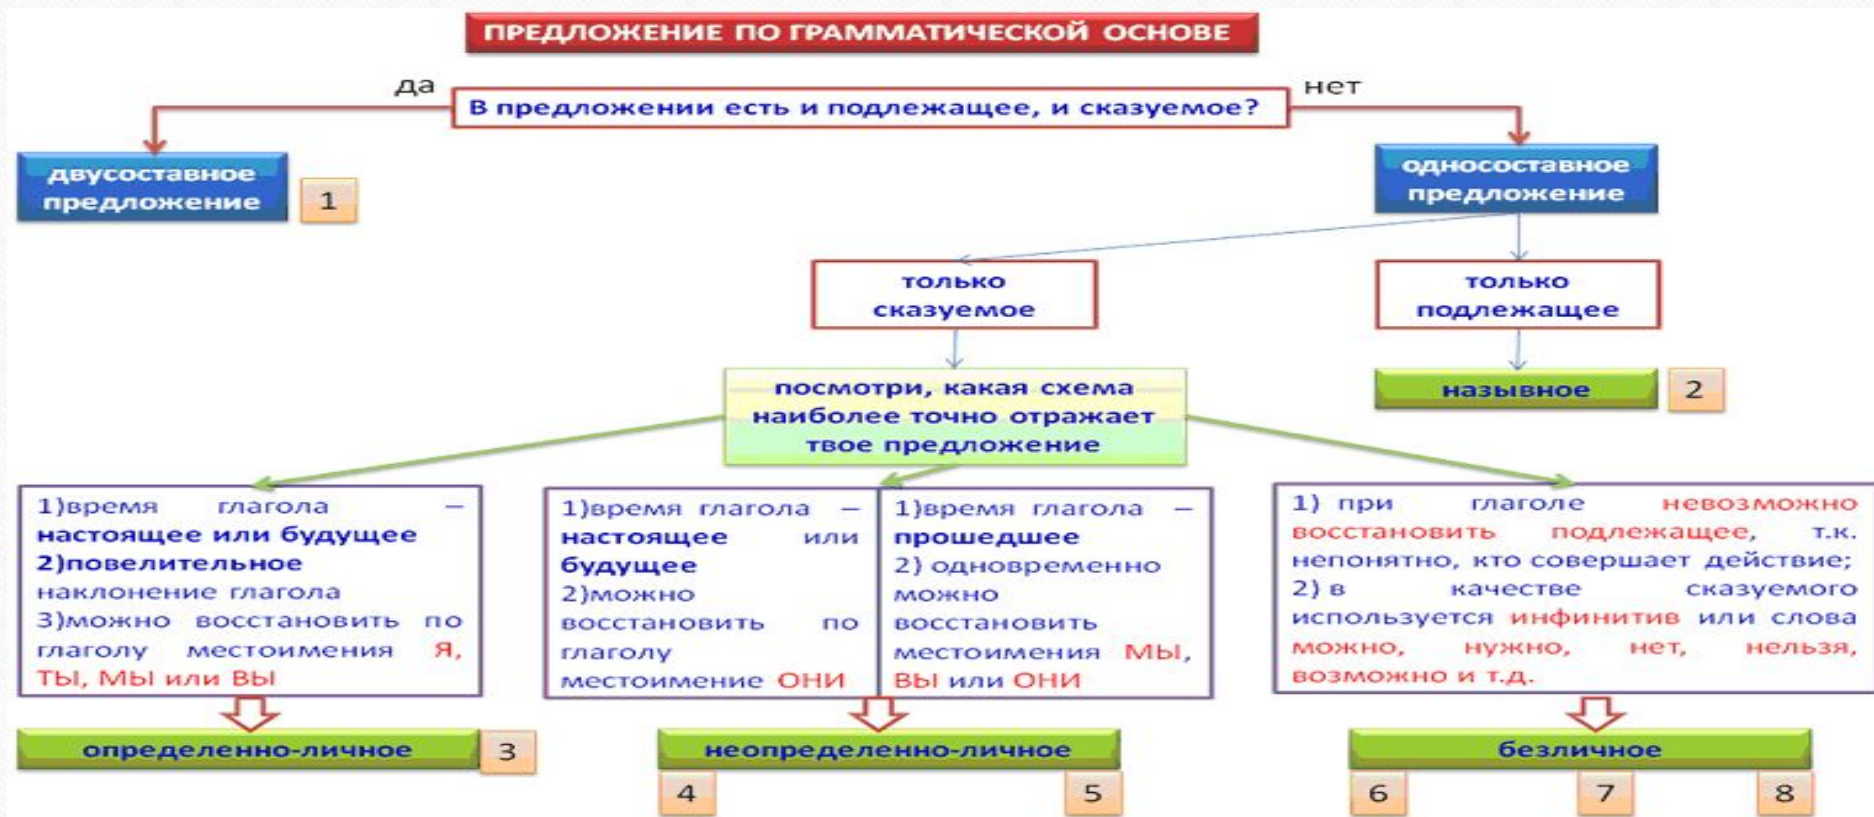 ПРЕДЛОЖЕНИЕ ПО ГРАММАТИЧЕСКОЙ ОСНОВЕ
да
В предложении есть и подлежащее, и сказуемое?
нет
двусоставное
предложение
1
односоставное
предложение
только
сказуемое
только
подлежащее
посмотри, какая схема
наиболее точно отражает
твое предложение
назывное
2
1)время глагола –
настоящее или будущее
2)повелительное
наклонение глагола
3)можно восстановить по
глаголу местоимения Я,
ТЫ, МЫ или ВЫ
1)время глагола –
настоящее или
будущее
2)можно
восстановить по
глаголу
местоимение ОНИ
1)время глагола –
прошедшее
2) одновременно
можно
восстановить
местоимения МЫ,
ВЫ или ОНИ
1) при глаголе невозможно
восстановить подлежащее, т.к.
непонятно, кто совершает действие;
2) в качестве сказуемого
используется инфинитив или слова
можно, нужно, нет, нельзя,
возможно и т.д.
определенно-личное
3
неопределенно-личное
4
5
безличное
6
7
8